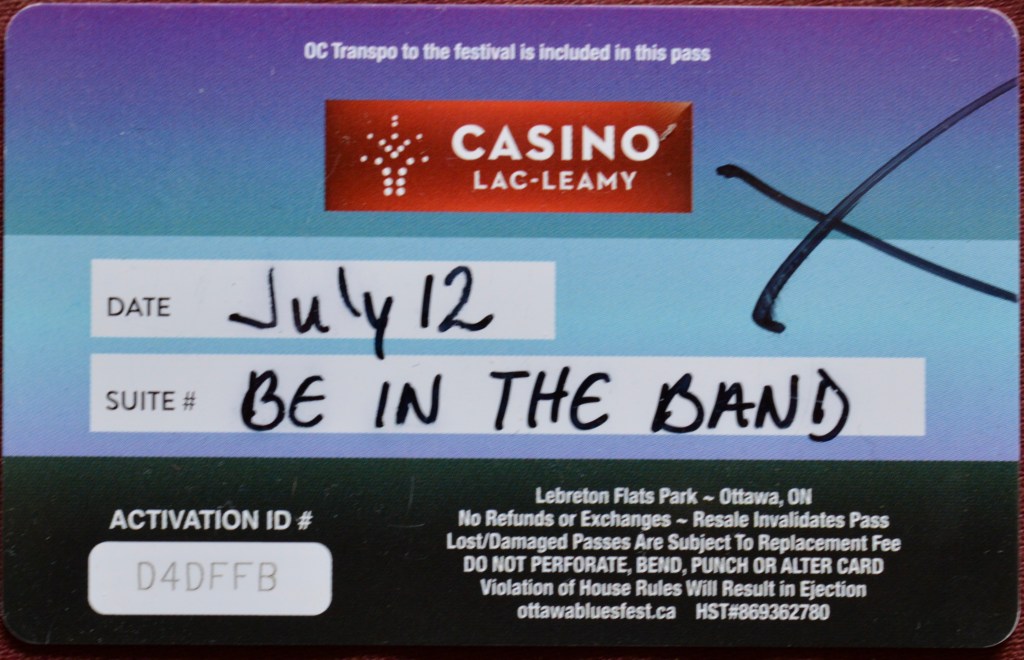 OC Transpo to the festival is included in this pass
CASINO
LAC-LEAMY
DATE July 12
SUITE # BE IN THE BAND
ACTIVATION ID #
D4DFFB
Lebreton Flats Park ~ Ottawa, ON
No Refunds or Exchanges ~ Resale Invalidates Pass
Lost/Damaged Passes Are Subject To Replacement Fee
DO NOT PERFORATE, BEND, PUNCH OR ALTER CARD
Violation of House Rules Will Result in Ejection
ottawabluesfest.ca HST#869362780